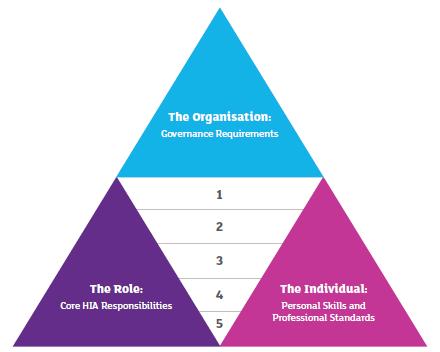 The Organisation:
Governance Requirements
1
2
3
4
5
The Role:
Core HIA Responsibilities
The Individual:
Personal Skills and
Professional Standards